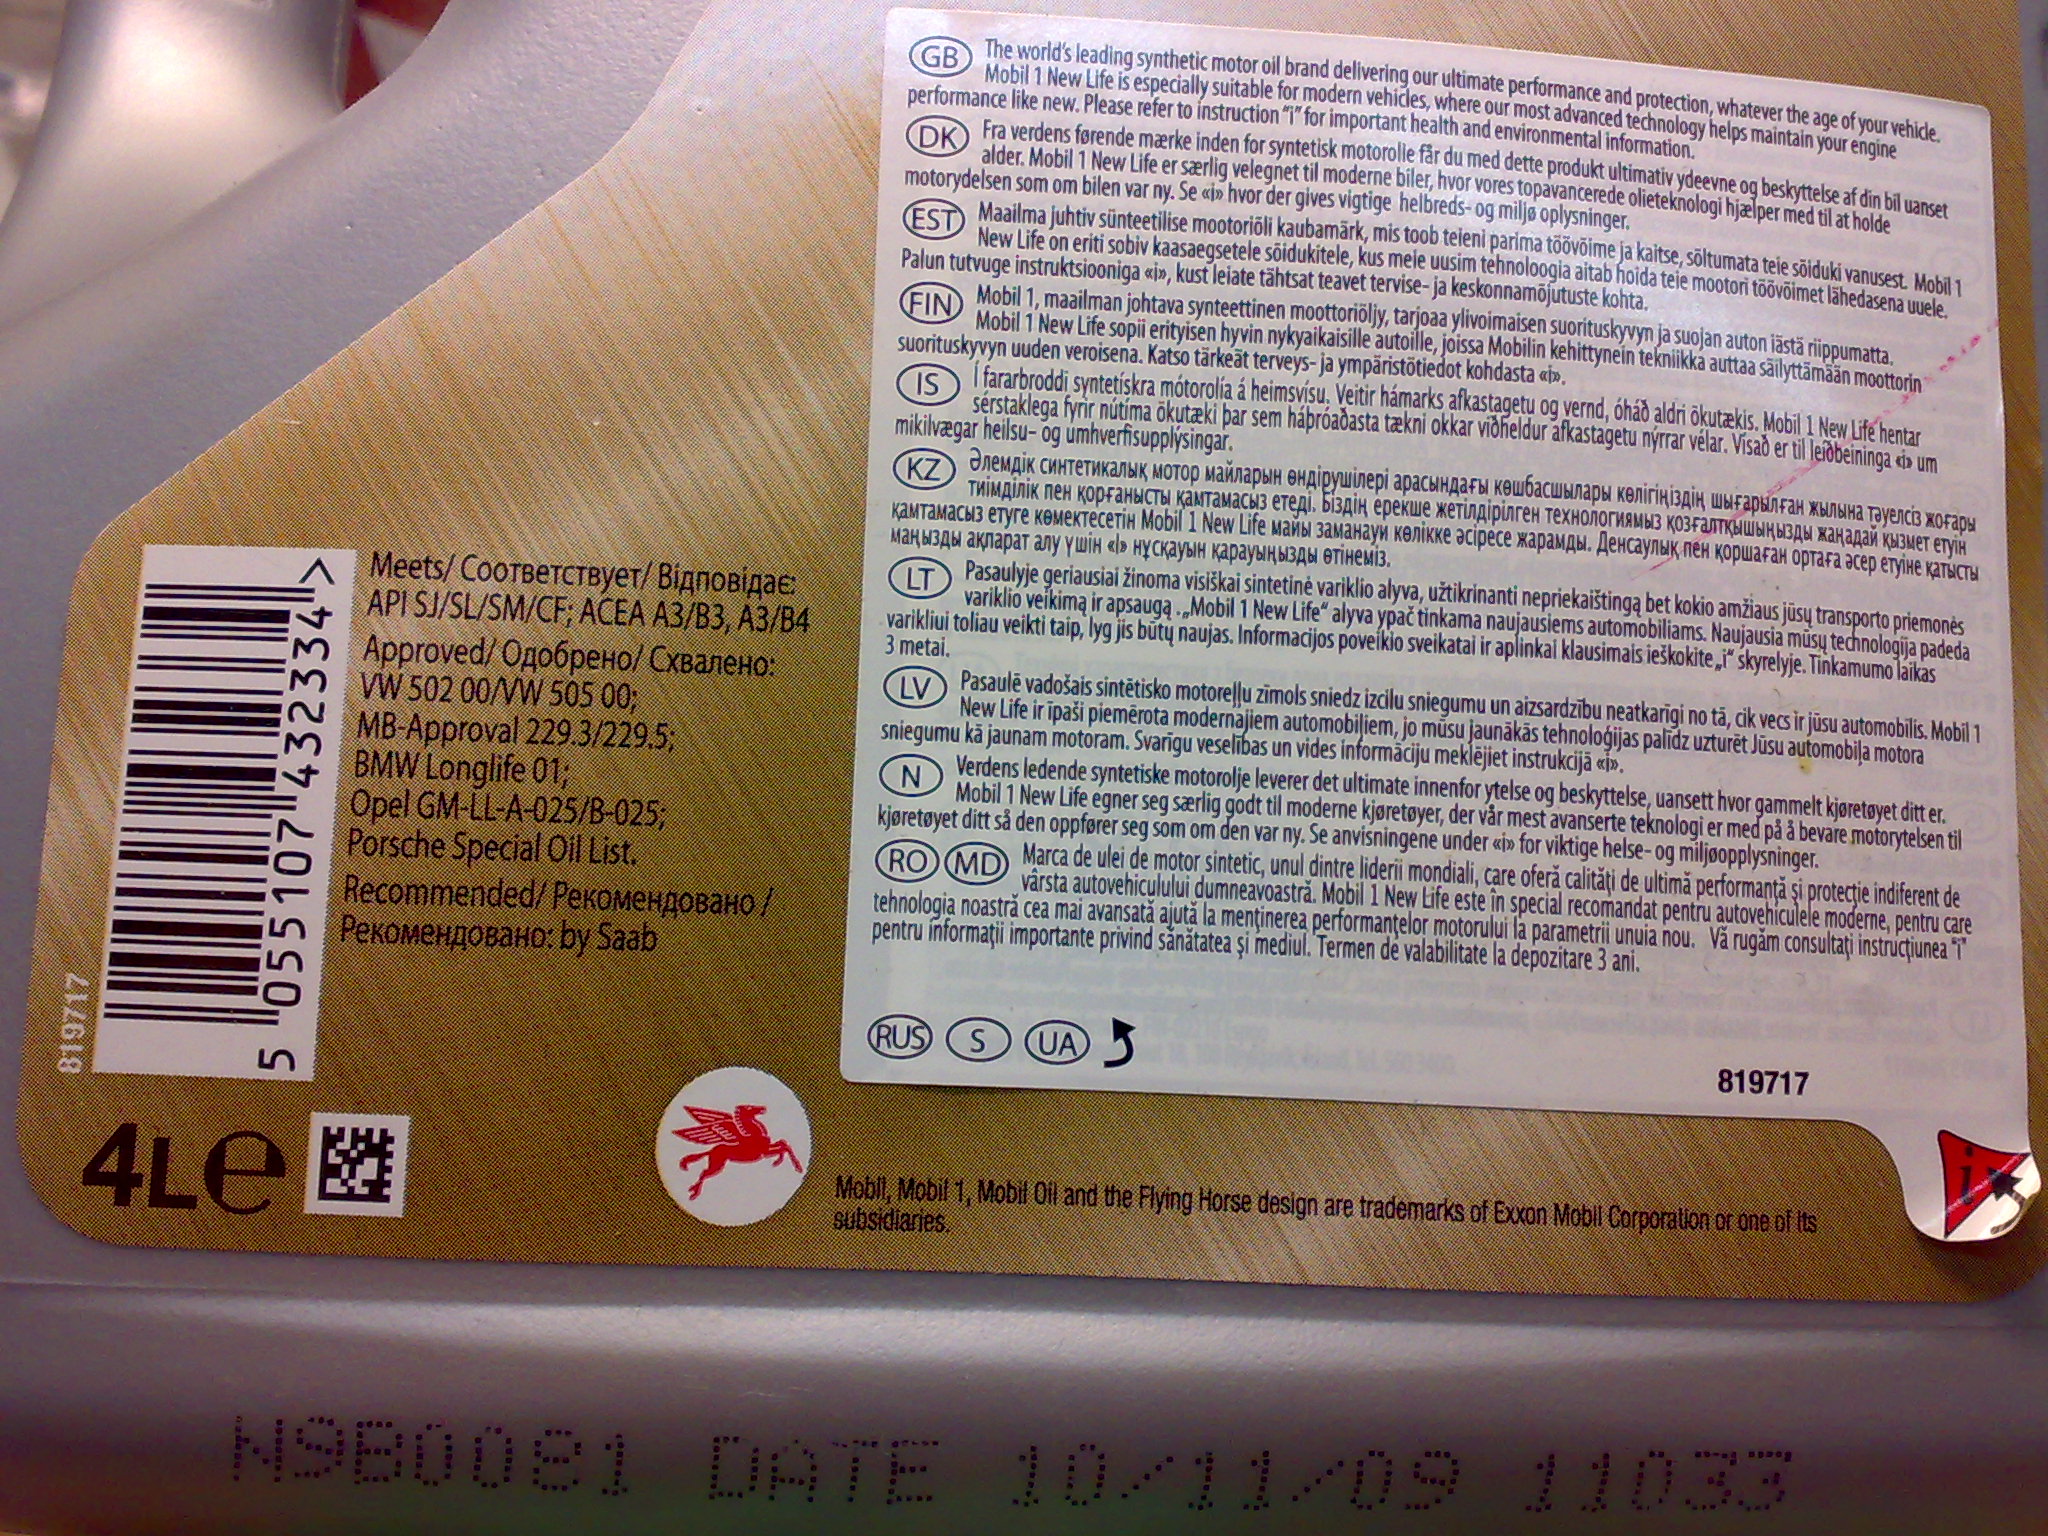 GB The world's leading synthetic motor oil brand delivering our ultimate performance and protection, whatever the age of your vehicle.
Mobil 1 New Life is especially suitable for modern vehicles, where our most advanced technology helps maintain your engine
performance like new. Please refer to instruction "i" for important health and environmental information.
DK Fra verdens førende mærke inden for syntetisk motorolie får du med dette produkt ultimativ ydeevne og beskyttelse af din bil uanset
alder. Mobil 1 New Life er særlig velegnet til moderne biler, hvor vores topavancerede olieteknologi hjælper med til at holde
motorydelsen som om bilen var ny. Se «i» hvor der gives vigtige helbreds- og miljø oplysninger.
EST Maailma juhtiv sünteetilise mootoriõli kaubamärk, mis toob teieni parima töövõime ja kaitse, sõltumata teie sõiduki vanusest. Mobil 1
New Life on eriti sobiv kaasaegsetele sõidukitele, kus meie uusim tehnoloogia aitab hoida teie mootori töövõimet lähedasena uuele.
Palun tutvuge instruktsiooniga «i», kust leiate tähtsat teavet tervise- ja keskonnamõjutuste kohta.
FIN Mobil 1, maailman johtava synteettinen moottoriöljy, tarjoaa ylivoimaisen suorituskyvyn ja suojan auton iästä riippumatta.
Mobil 1 New Life sopii erityisen hyvin nykyaikaisille autoille, joissa Mobilin kehittynein tekniikka auttaa säilyttämään moottorin
suorituskyvyn uuden veroisena. Katso tärkeät terveys- ja ympäristötiedot kohdasta «i».
IS Í fararbroddi syntetískra mótorolía á heimsvísu. Veitir hámarks afkastagetu og vernd, óháð aldri ökutækis. Mobil 1 New Life hentar
sérstaklega fyrir nútíma ökutæki þar sem háþróaðasta tækni okkar viðheldur afkastagetu nýrrar vélar. Vísað er til leiðbeininga «i» um
mikilvægar heilsu- og umhverfisupplýsingar.
KZ Әлемдік синтетикалық мотор майларын өндірушілері арасындағы көшбасшылары көлігіңіздің шығарылған жылына тәуелсіз жоғары
тиімділік пен қорғанысты қамтамасыз етеді. Біздің ерекше жетілдірілген технологиямыз қозғалтқышыңызды жаңадай қызмет етуін
қамтамасыз етуге көмектесетін Mobil 1 New Life майы заманауи көлікке әсіресе жарамды. Денсаулық пен қоршаған ортаға әсер етуіне қатысты
маңызды ақпарат алу үшін «i» нұсқауын қарауыңызды өтінеміз.
LT Pasaulyje geriausiai žinoma visiškai sintetinė variklio alyva, užtikrinanti nepriekaištingą bet kokio amžiaus jūsų transporto priemonės
variklio veikimą ir apsaugą. „Mobil 1 New Life“ alyva ypač tinkama naujausiems automobiliams. Naujausia mūsų technologija padeda
varikliui toliau veikti taip, lyg jis būtų naujas. Informacijos poveikio sveikatai ir aplinkai klausimais ieškokite „i“ skyrelyje. Tinkamumo laikas
3 metai.
LV Pasaulē vadošais sintētisko motoreļļu zīmols sniedz izcilu sniegumu un aizsardzību neatkarīgi no tā, cik vecs ir jūsu automobīlis. Mobil 1
New Life ir īpaši piemērota modernajiem automobiļiem, jo mūsu jaunākās tehnoloģijas palīdz uzturēt Jūsu automobiļa motora
sniegumu kā jaunam motoram. Svarīgu veselības un vides informāciju meklējiet instrukcijā «i».
N Verdens ledende syntetiske motorolje leverer det ultimate innenfor ytelse og beskyttelse, uansett hvor gammelt kjøretøyet ditt er.
Mobil 1 New Life egner seg særlig godt til moderne kjøretøyer, der vår mest avanserte teknologi er med på å bevare motorytelsen til
kjøretøyet ditt så den oppfører seg som om den var ny. Se anvisningene under «i» for viktige helse- og miljøopplysninger.
RO MD Marca de ulei de motor sintetic, unul dintre liderii mondiali, care oferă calităţi de ultimă performanţă şi protecţie indiferent de
vârsta autovehiculului dumneavoastră. Mobil 1 New Life este în special recomandat pentru autovehiculele moderne, pentru care
tehnologia noastră cea mai avansată ajută la menţinerea performanţelor motorului la parametrii unuia nou. Vă rugăm consultaţi instrucţiunea "i"
pentru informaţii importante privind sănătatea şi mediul. Termen de valabilitate la depozitare 3 ani.
RUS S UA
819717
i
Meets/ Соответствует/ Відповідає:
API SJ/SL/SM/CF; ACEA A3/B3, A3/B4
Approved/ Одобрено/ Схвалено:
VW 502 00/VW 505 00;
MB-Approval 229.3/229.5;
BMW Longlife 01;
Opel GM-LL-A-025/B-025;
Porsche Special Oil List.
Recommended/ Рекомендовано /
Рекомендовано: by Saab
5 055107 432334 >
819717
4L e
Mobil, Mobil 1, Mobil Oil and the Flying Horse design are trademarks of Exxon Mobil Corporation or one of its
subsidiaries.
N9E0081 DATE 10/11/09 11033